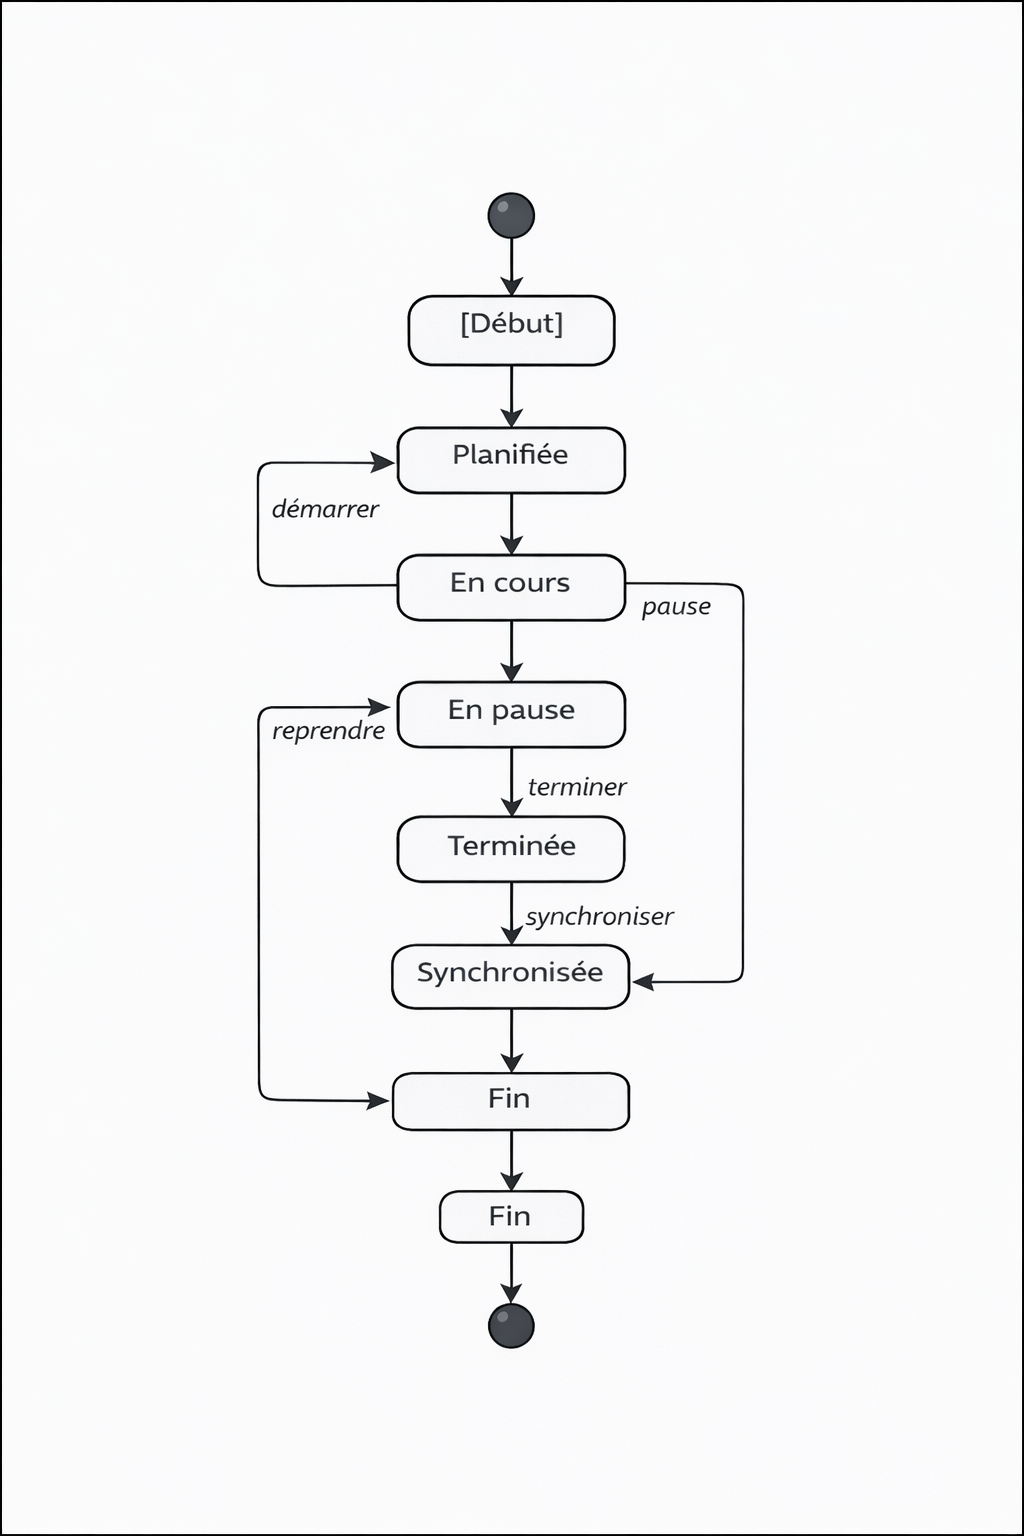 [Début]
Planifiée
démarrer
En cours
pause
En pause
reprendre
terminer
Terminée
synchroniser
Synchronisée
Fin
Fin